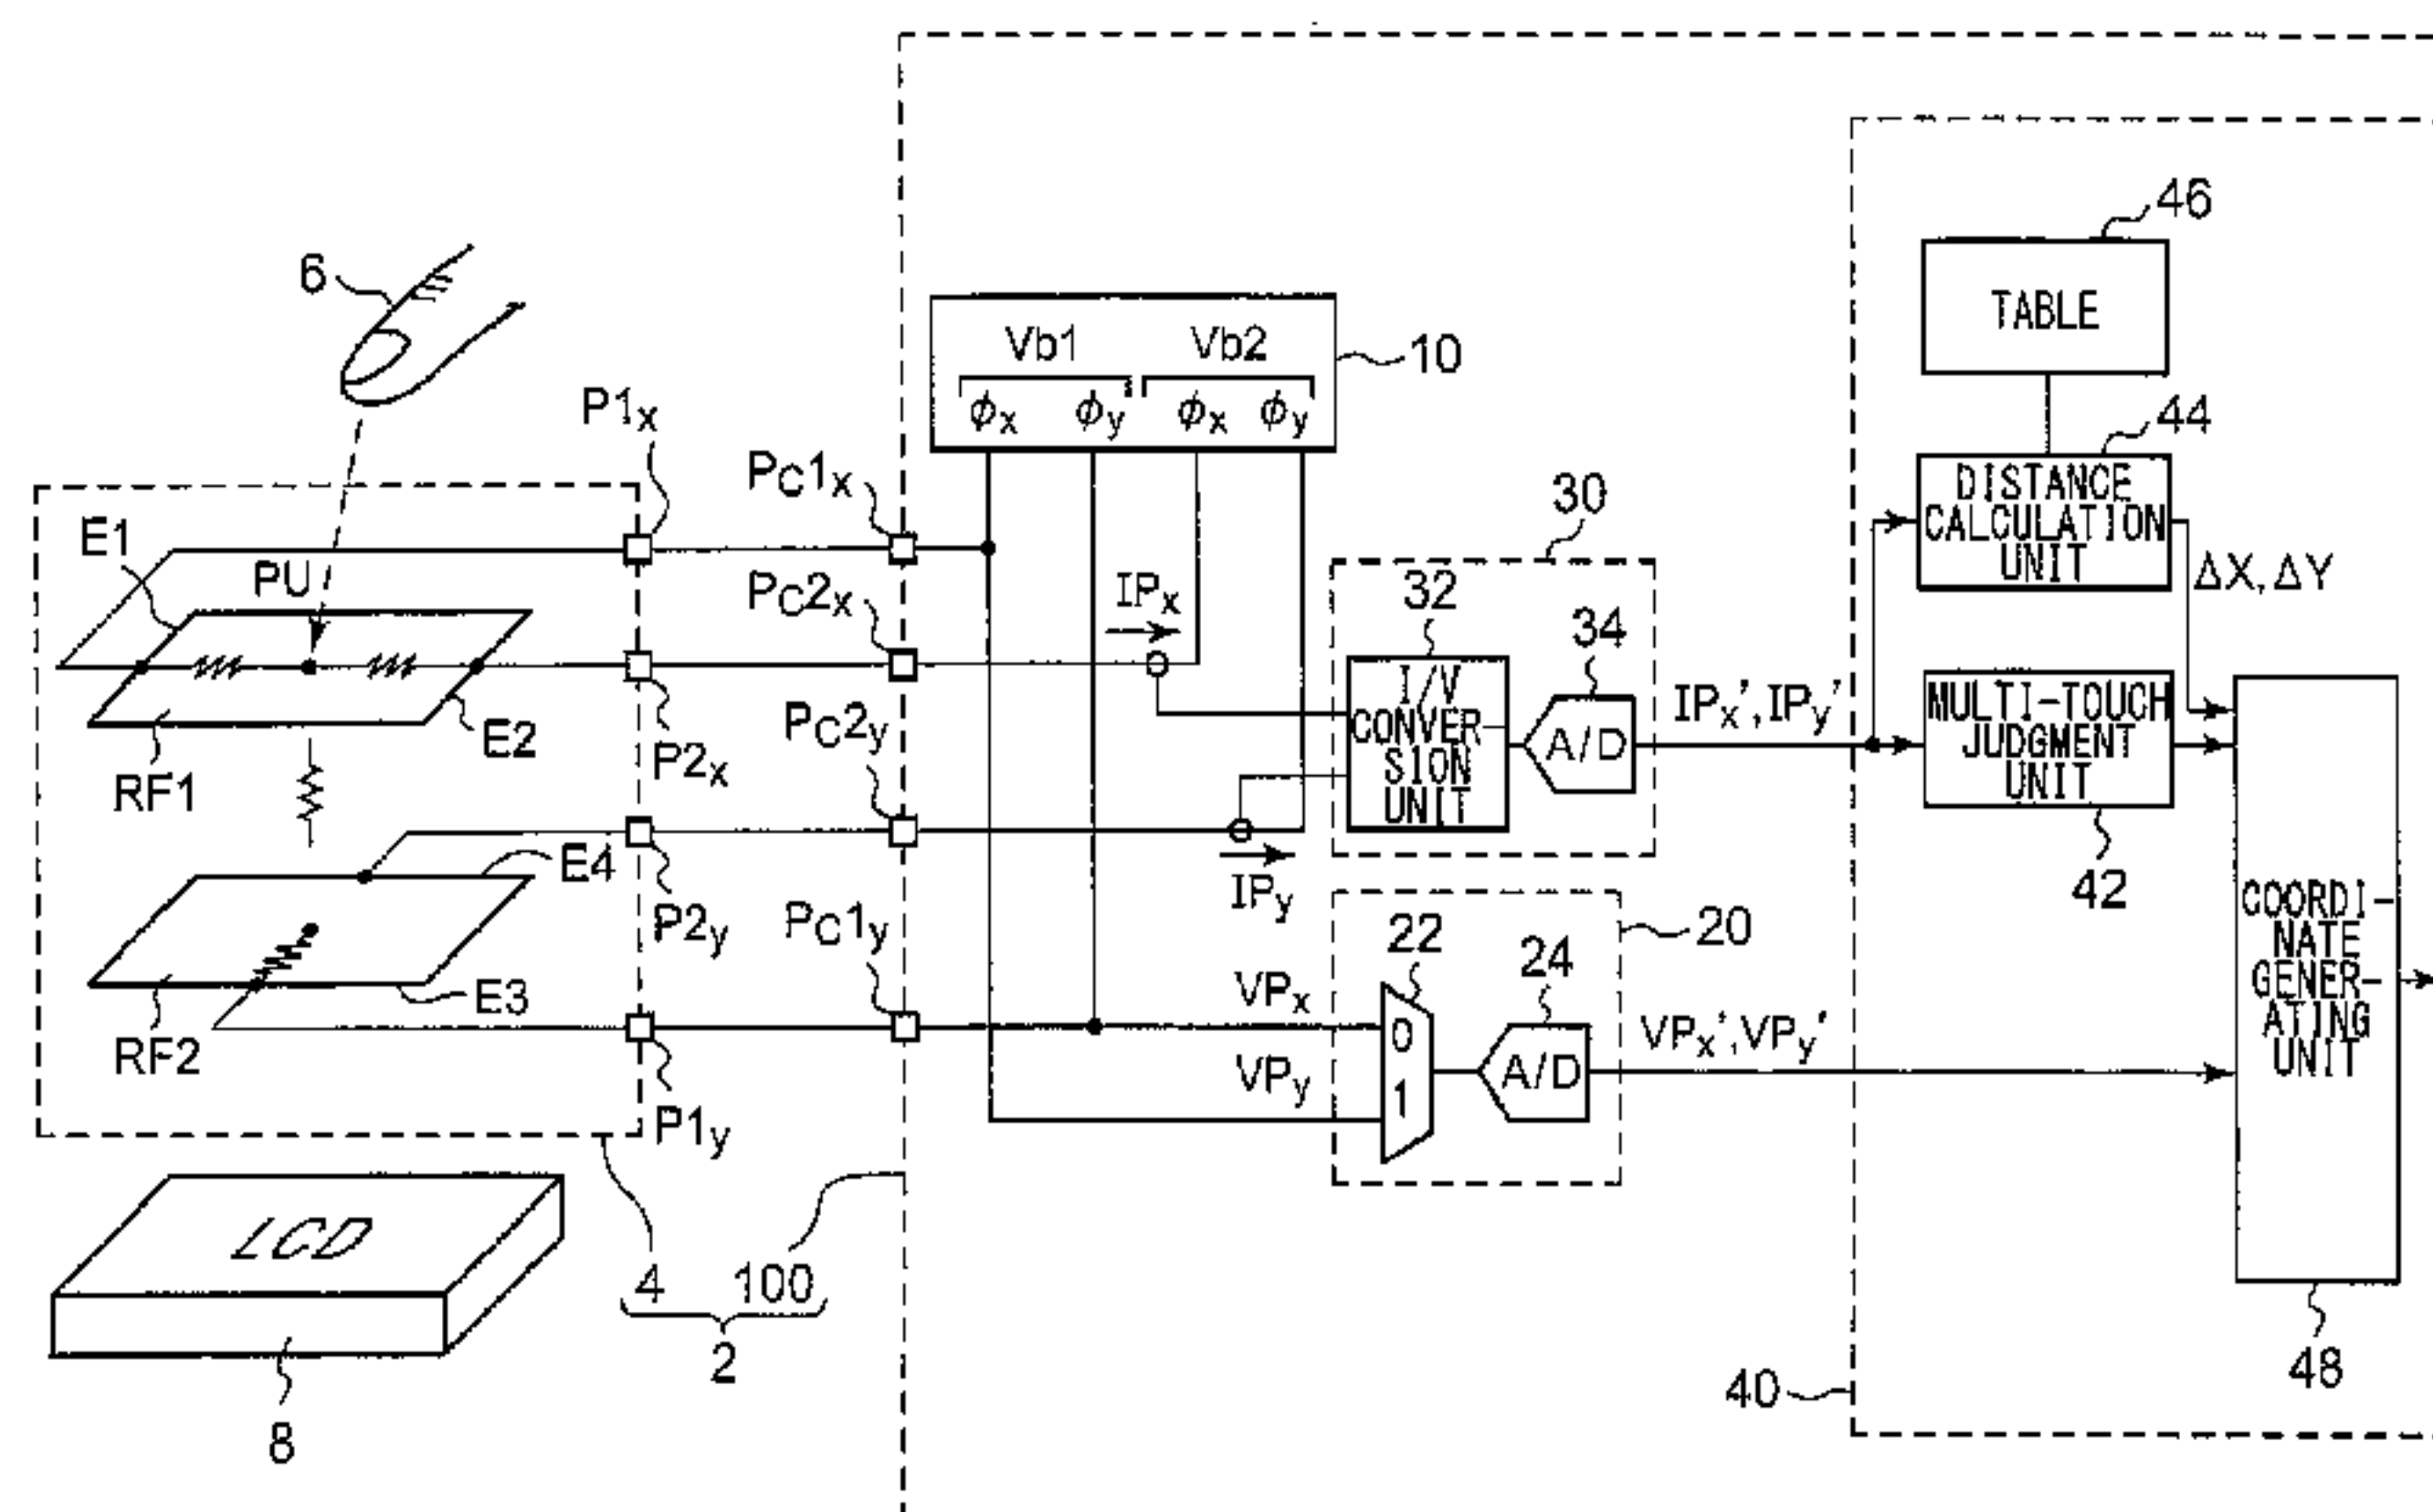 46
TABLE
6
Vb1 Vb2
10
ϕx ϕy ϕx ϕy
44
P1x
DISTANCE
CALCULATION
UNIT
PC1x
30
E1
ΔX, ΔY
PU
PC2x
IPx
32
34
I/V
CONVER-
SION
UNIT
A/D
IPx', IPy'
MULTI-TOUCH
JUDGMENT
UNIT
E2
PC2y
P2x
RF1
E4
IPy
42
P2y
PC1y
22
24
20
COORDI-
NATE
GENER-
ATING
UNIT
E3
VPx
0
VPx', VPy'
RF2
VPy
1
A/D
P1y
LCD
4 100
2
8
40
48